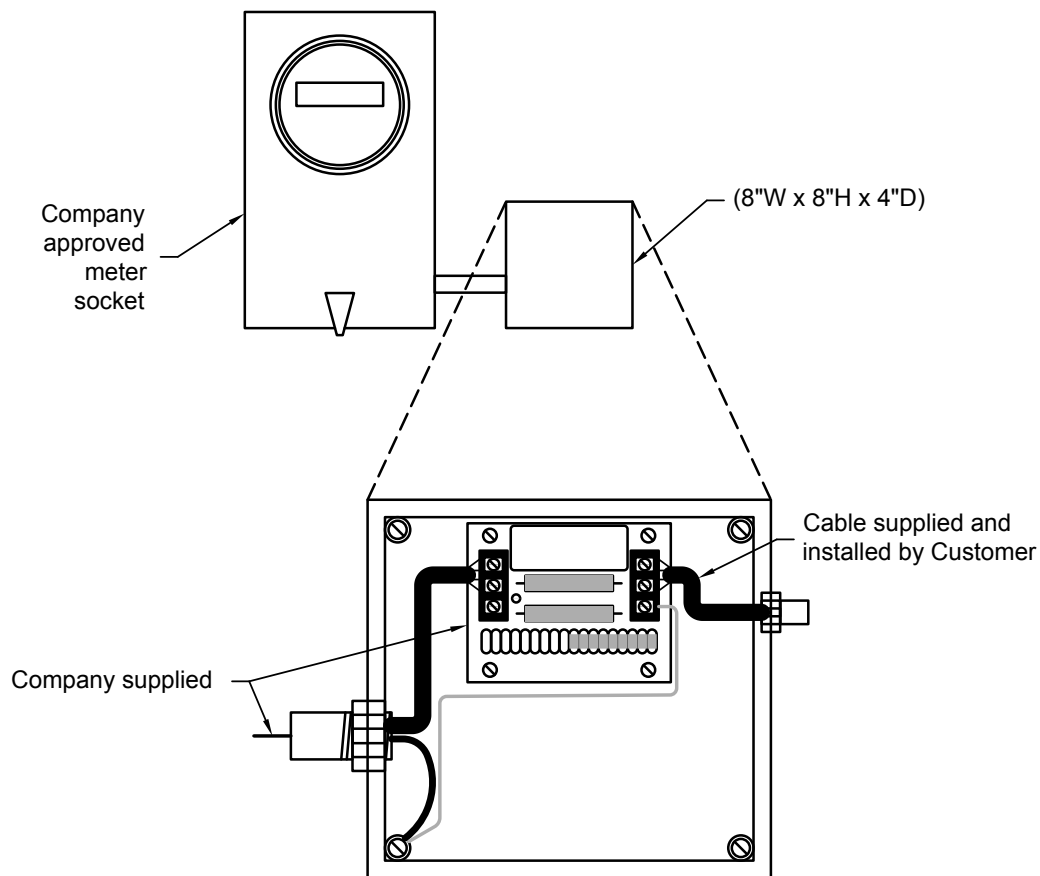 (8"W x 8"H x 4"D)
Company
approved
meter
socket
Cable supplied and
installed by Customer
Company supplied